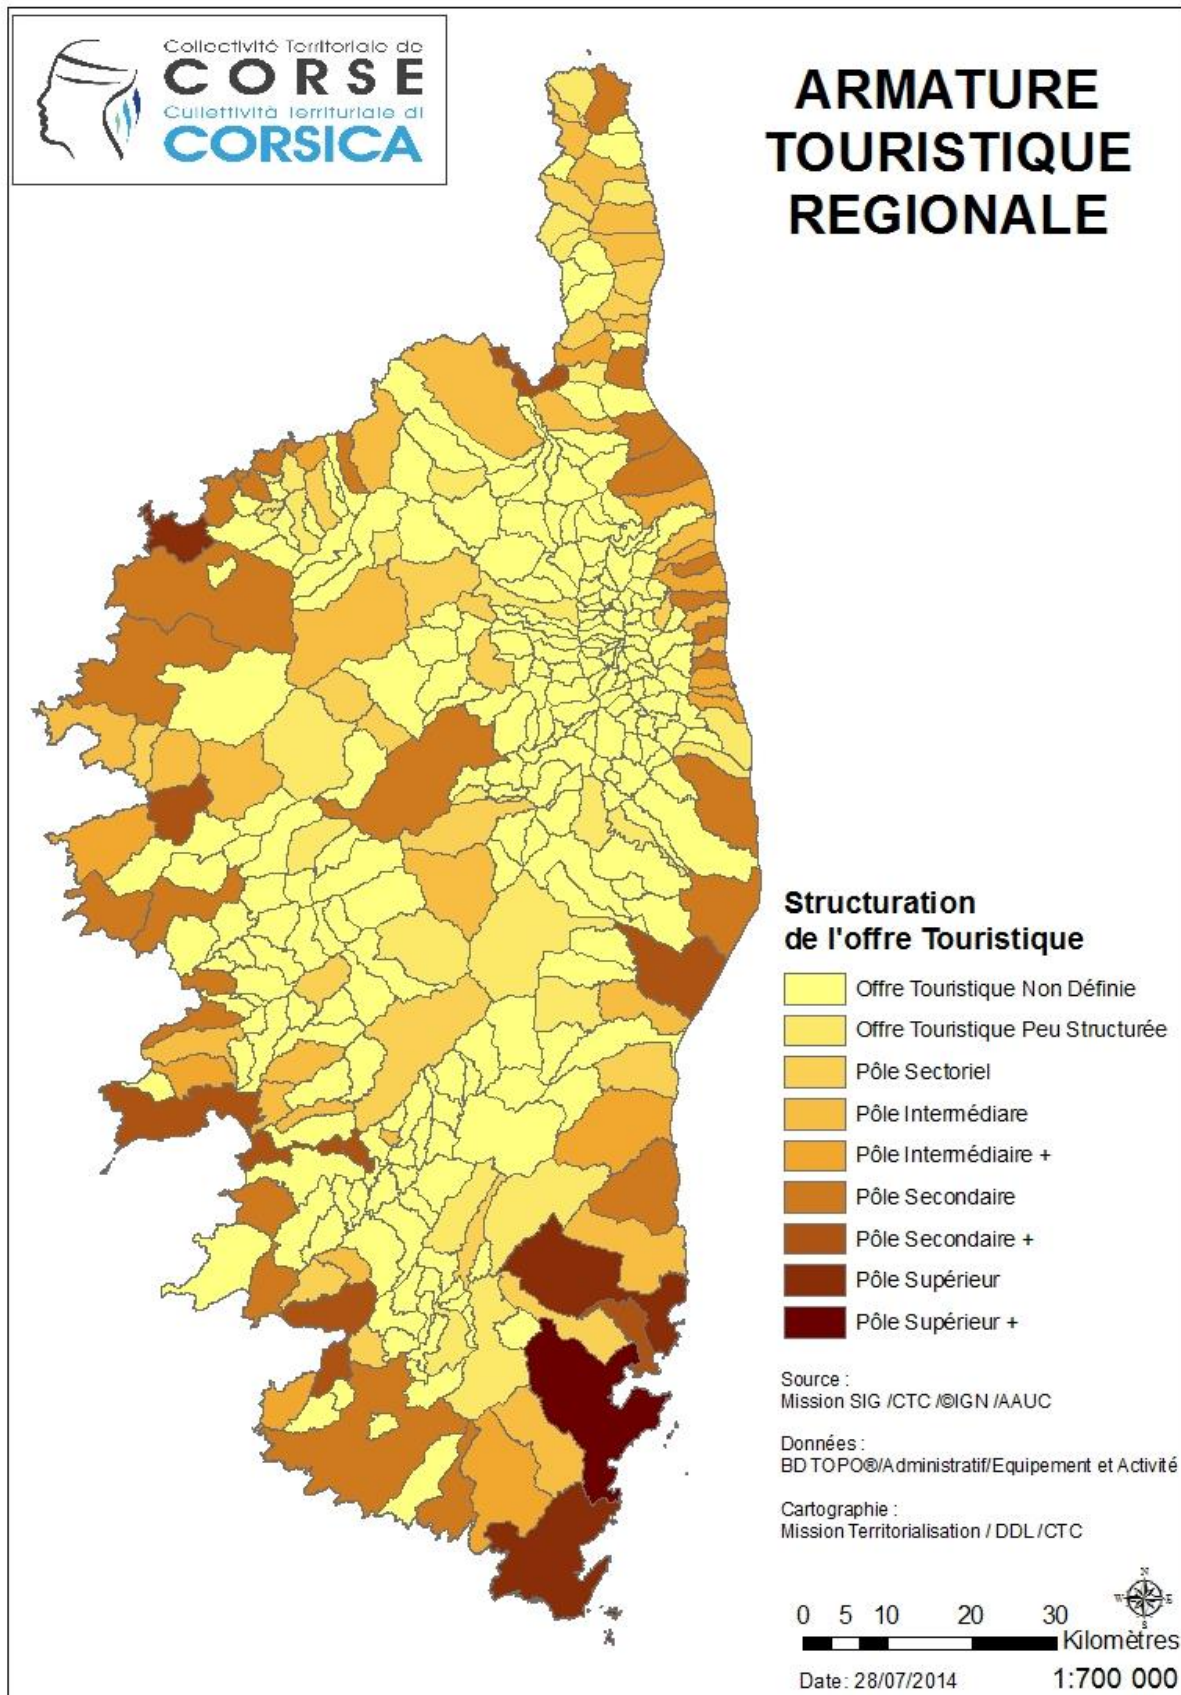 Collectivité Territoriale de
CORSE
Cullettività Territuriale di
CORSICA
ARMATURE
TOURISTIQUE
REGIONALE
Structuration
de l'offre Touristique
Offre Touristique Non Définie
Offre Touristique Peu Structurée
Pôle Sectoriel
Pôle Intermédiare
Pôle Intermédiaire +
Pôle Secondaire
Pôle Secondaire +
Pôle Supérieur
Pôle Supérieur +
Source :
Mission SIG /CTC /©IGN /AAUC
Données :
BD TOPO®/Administratif/Equipement et Activité
Cartographie :
Mission Territorialisation / DDL /CTC
N
W E
S
0 5 10 20 30
Kilomètres
Date: 28/07/2014 1:700 000